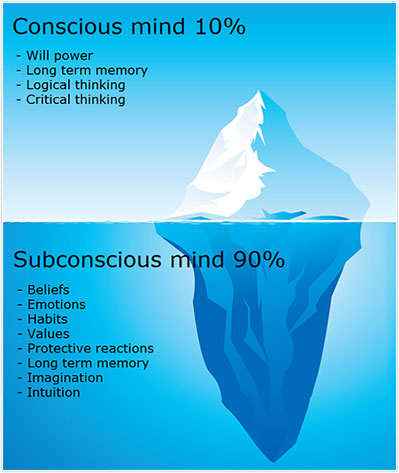 Conscious mind 10%
- Will power
- Long term memory
- Logical thinking
- Critical thinking
Subconscious mind 90%
- Beliefs
- Emotions
- Habits
- Values
- Protective reactions
- Long term memory
- Imagination
- Intuition